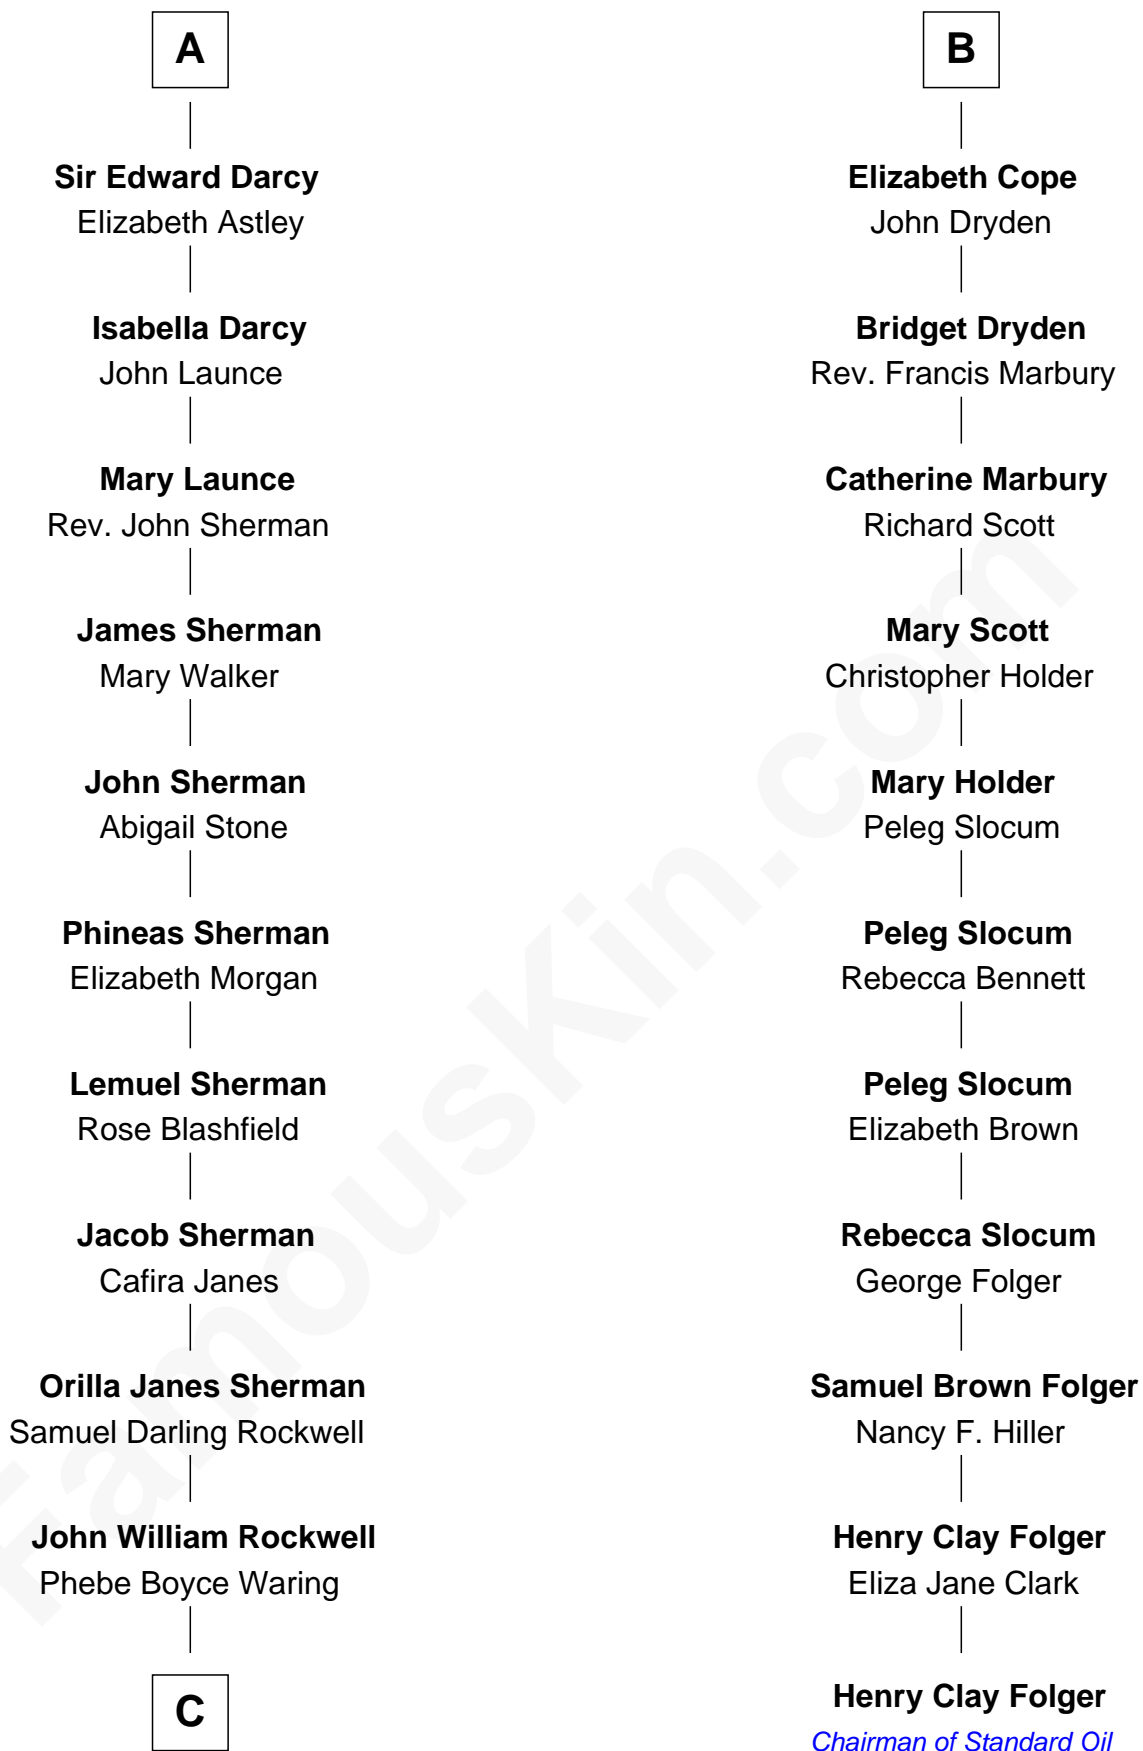 A
Sir Edward Darcy
Elizabeth Astley
Isabella Darcy
John Launce
Mary Launce
Rev. John Sherman
James Sherman
Mary Walker
John Sherman
Abigail Stone
Phineas Sherman
Elizabeth Morgan
Lemuel Sherman
Rose Blashfield
Jacob Sherman
Cafira Janes
Orilla Janes Sherman
Samuel Darling Rockwell
John William Rockwell
Phebe Boyce Waring
C
B
Elizabeth Cope
John Dryden
Bridget Dryden
Rev. Francis Marbury
Catherine Marbury
Richard Scott
Mary Scott
Christopher Holder
Mary Holder
Peleg Slocum
Peleg Slocum
Rebecca Bennett
Peleg Slocum
Elizabeth Brown
Rebecca Slocum
George Folger
Samuel Brown Folger
Nancy F. Hiller
Henry Clay Folger
Eliza Jane Clark
Henry Clay Folger
Chairman of Standard Oil
FamousKin.com